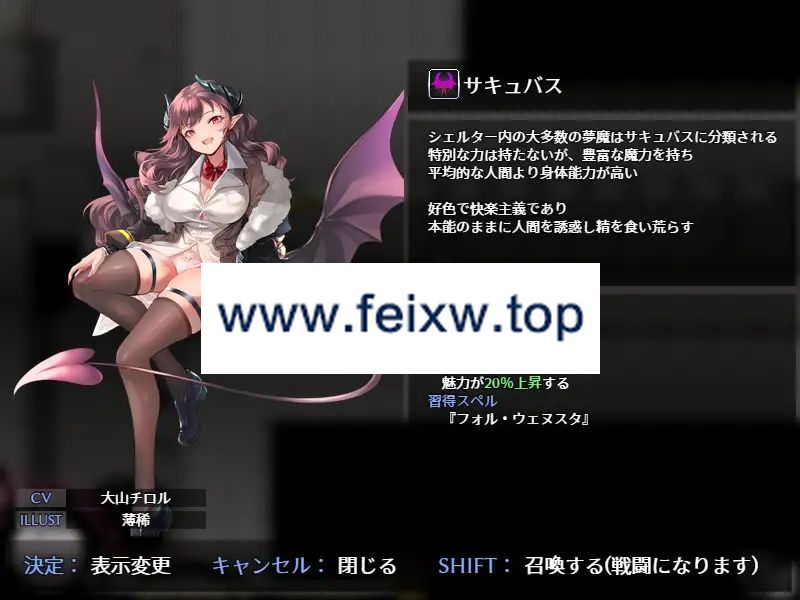 サキュバス
シェルター内の大多数の夢魔はサキュバスに分類される
特別な力は持たないが、豊富な魔力を持ち
平均的な人間より身体能力が高い
好色で快楽主義であり
本能のままに人間を誘惑し精を食い荒らす
www.feixw.top
魅力が20%上昇する
習得スペル
『フォル・ウェヌスタ』
CV 大山チロル
ILLUST 薄稀
決定： 表示変更 キャンセル： 閉じる SHIFT： 召喚する(戦闘になります)